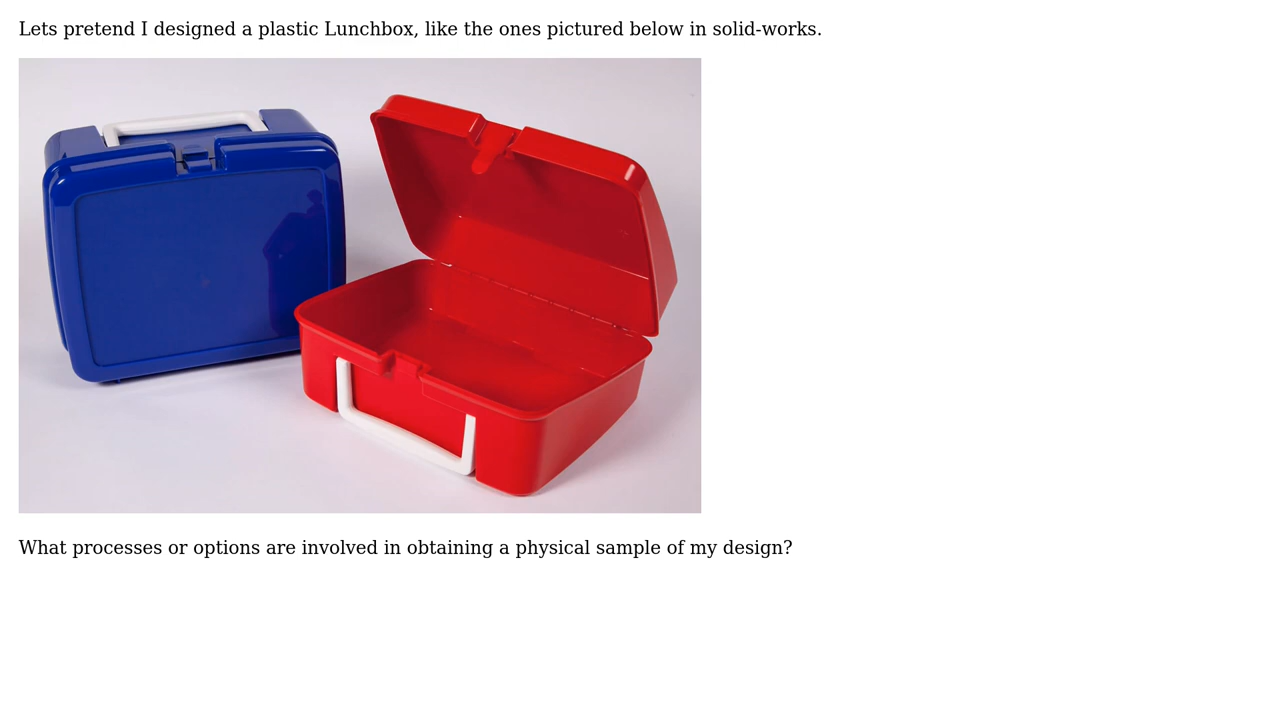 Lets pretend I designed a plastic Lunchbox, like the ones pictured below in solid-works.
What processes or options are involved in obtaining a physical sample of my design?